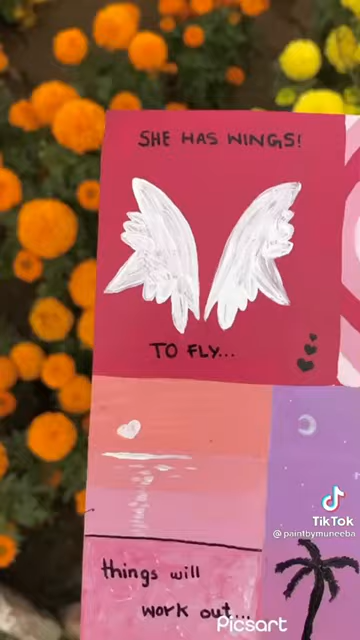 SHE HAS WINGS!
TO FLY...
TikTok
@paintbymuneeba
things will
work out...
Picsart